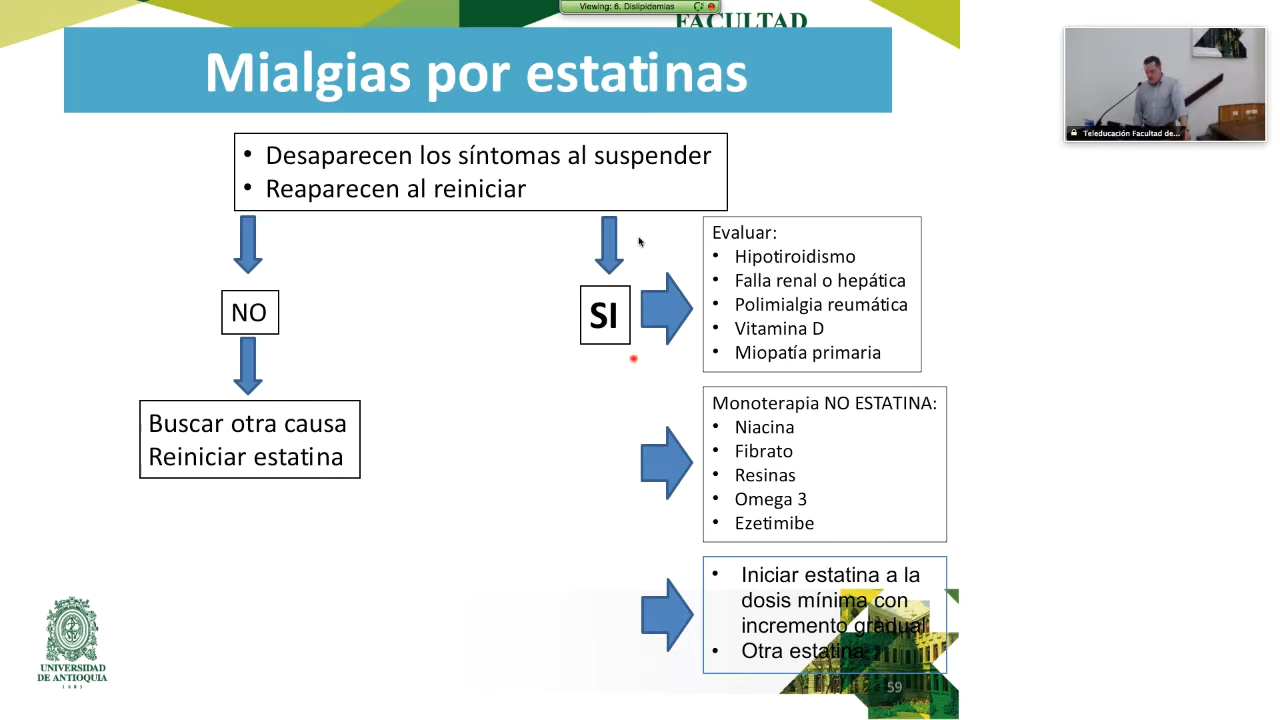 Viewing: 6. Dislipidemias
FACULTAD
Mialgias por estatinas
• Desaparecen los síntomas al suspender
• Reaparecen al reiniciar
NO
SI
Buscar otra causa
Reiniciar estatina
Evaluar:
• Hipotiroidismo
• Falla renal o hepática
• Polimialgia reumática
• Vitamina D
• Miopatía primaria
Monoterapia NO ESTATINA:
• Niacina
• Fibrato
• Resinas
• Omega 3
• Ezetimibe
• Iniciar estatina a la
dosis mínima con
incremento gradual
• Otra estatina
59
UNIVERSIDAD
DE ANTIOQUIA
1803
Teleducación Facultad de...